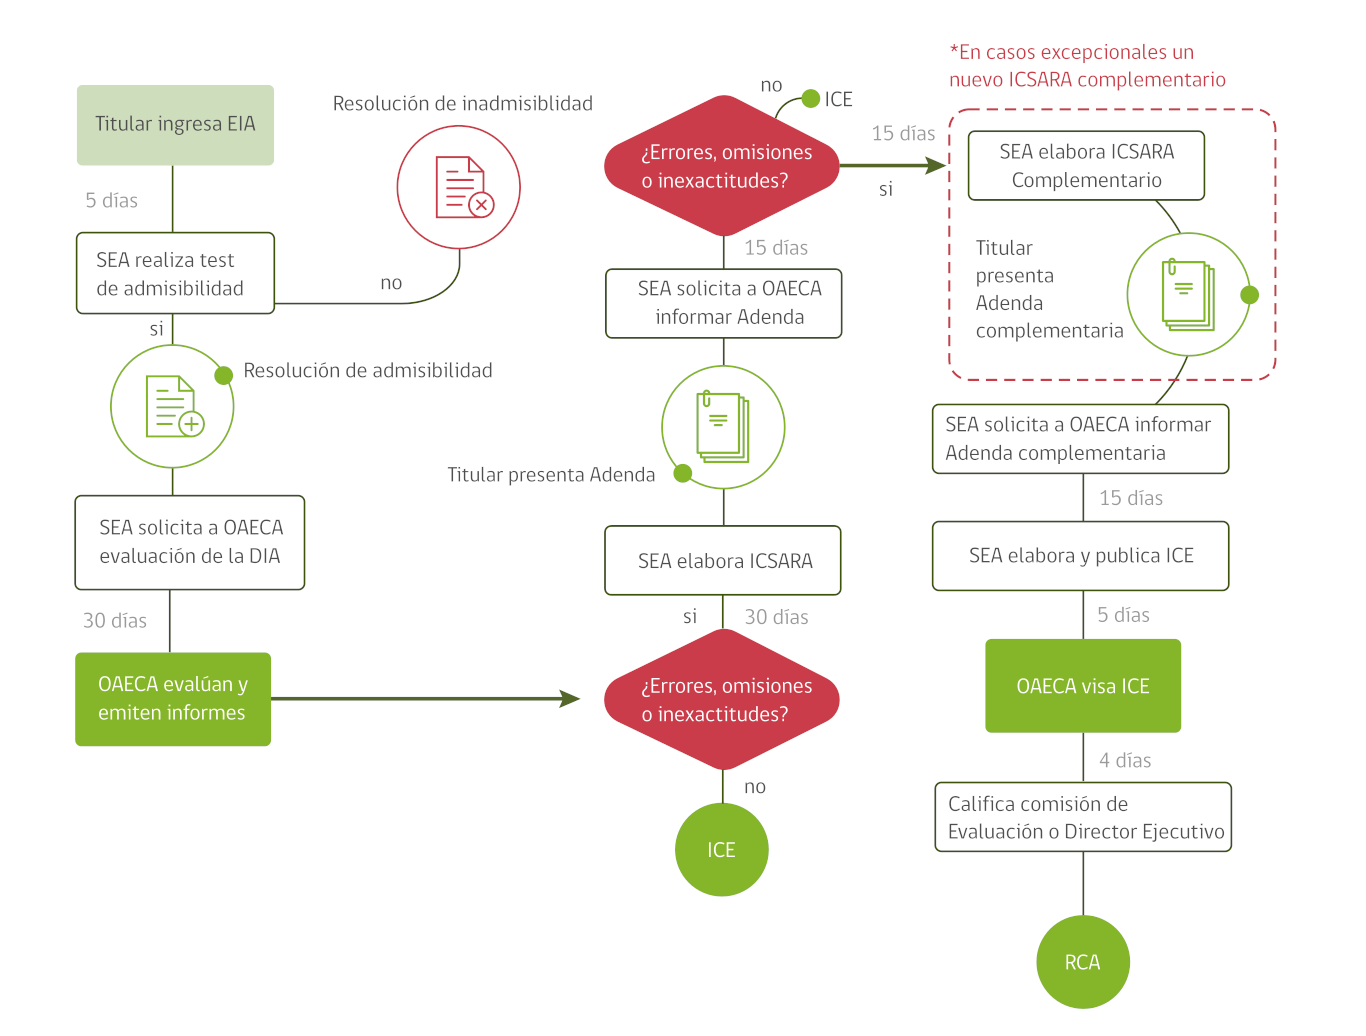 Titular ingresa EIA
5 días
SEA realiza test
de admisibilidad
no
Resolución de inadmisiblidad
si
Resolución de admisibilidad
SEA solicita a OAECA
evaluación de la DIA
30 días
OAECA evalúan y
emiten informes
no
ICE
¿Errores, omisiones
o inexactitudes?
15 días
si
15 días
SEA solicita a OAECA
informar Adenda
Titular presenta Adenda
SEA elabora ICSARA
si
30 días
¿Errores, omisiones
o inexactitudes?
no
ICE
*En casos excepcionales un
nuevo ICSARA complementario
SEA elabora ICSARA
Complementario
Titular
presenta
Adenda
complementaria
SEA solicita a OAECA informar
Adenda complementaria
15 días
SEA elabora y publica ICE
5 días
OAECA visa ICE
4 días
Califica comisión de
Evaluación o Director Ejecutivo
RCA